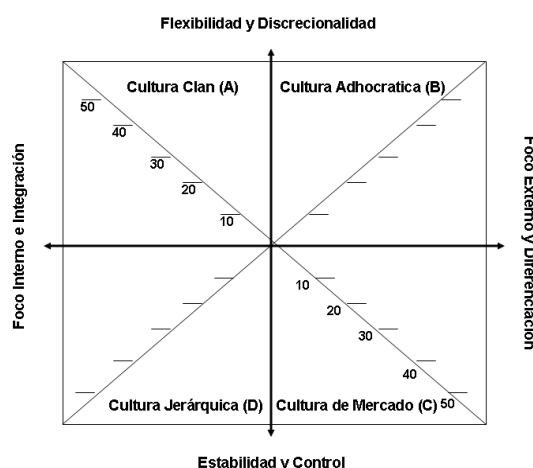 Flexibilidad y Discrecionalidad
Cultura Clan (A)
Cultura Adhocratica (B)
50
40
30
20
10
Foco Interno e Integración
Foco Externo y Diferenciación
10
20
30
40
50
Cultura Jerárquica (D)
Cultura de Mercado (C)
Estabilidad y Control